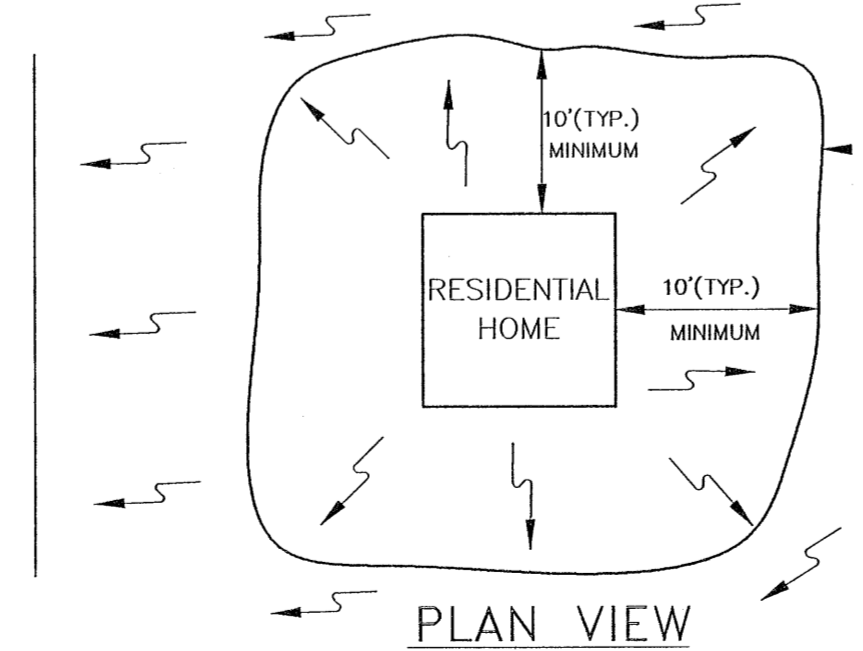 10'(TYP.)
MINIMUM
RESIDENTIAL
HOME
10'(TYP.)
MINIMUM
PLAN VIEW